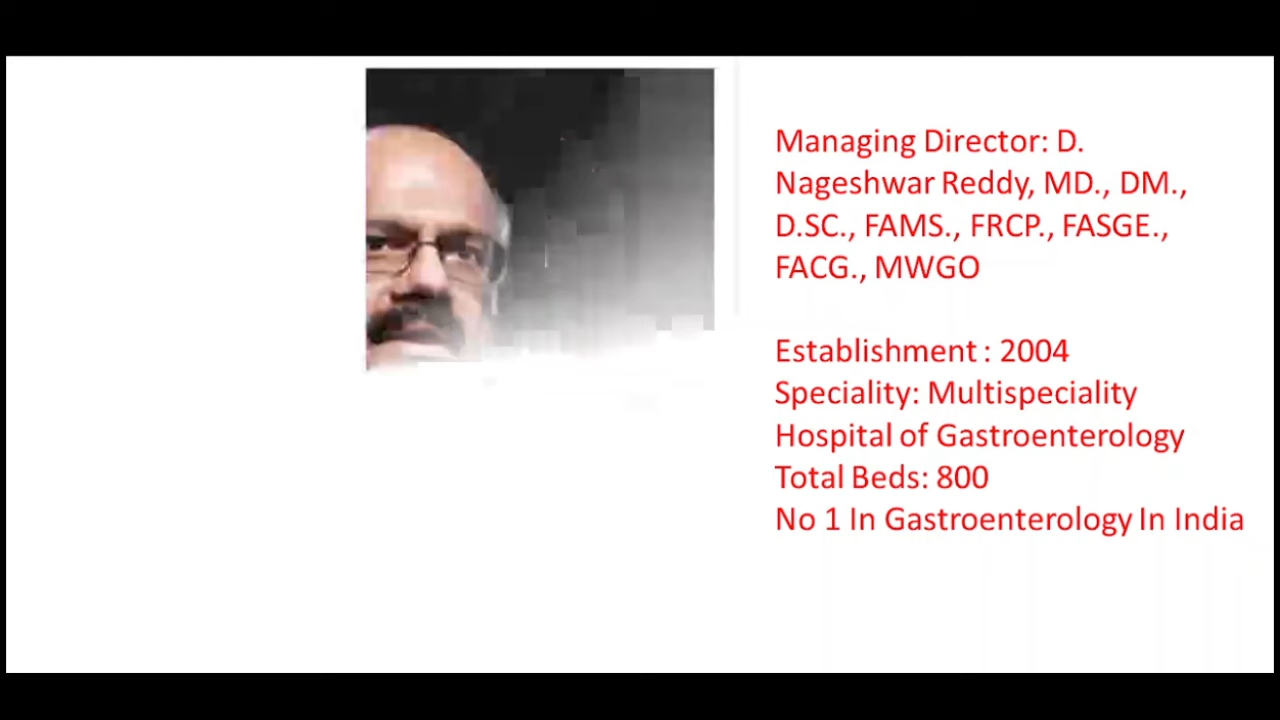 Managing Director: D.
Nageshwar Reddy, MD., DM.,
D.SC., FAMS., FRCP., FASGE.,
FACG., MWGO
Establishment : 2004
Speciality: Multispeciality
Hospital of Gastroenterology
Total Beds: 800
No 1 In Gastroenterology In India